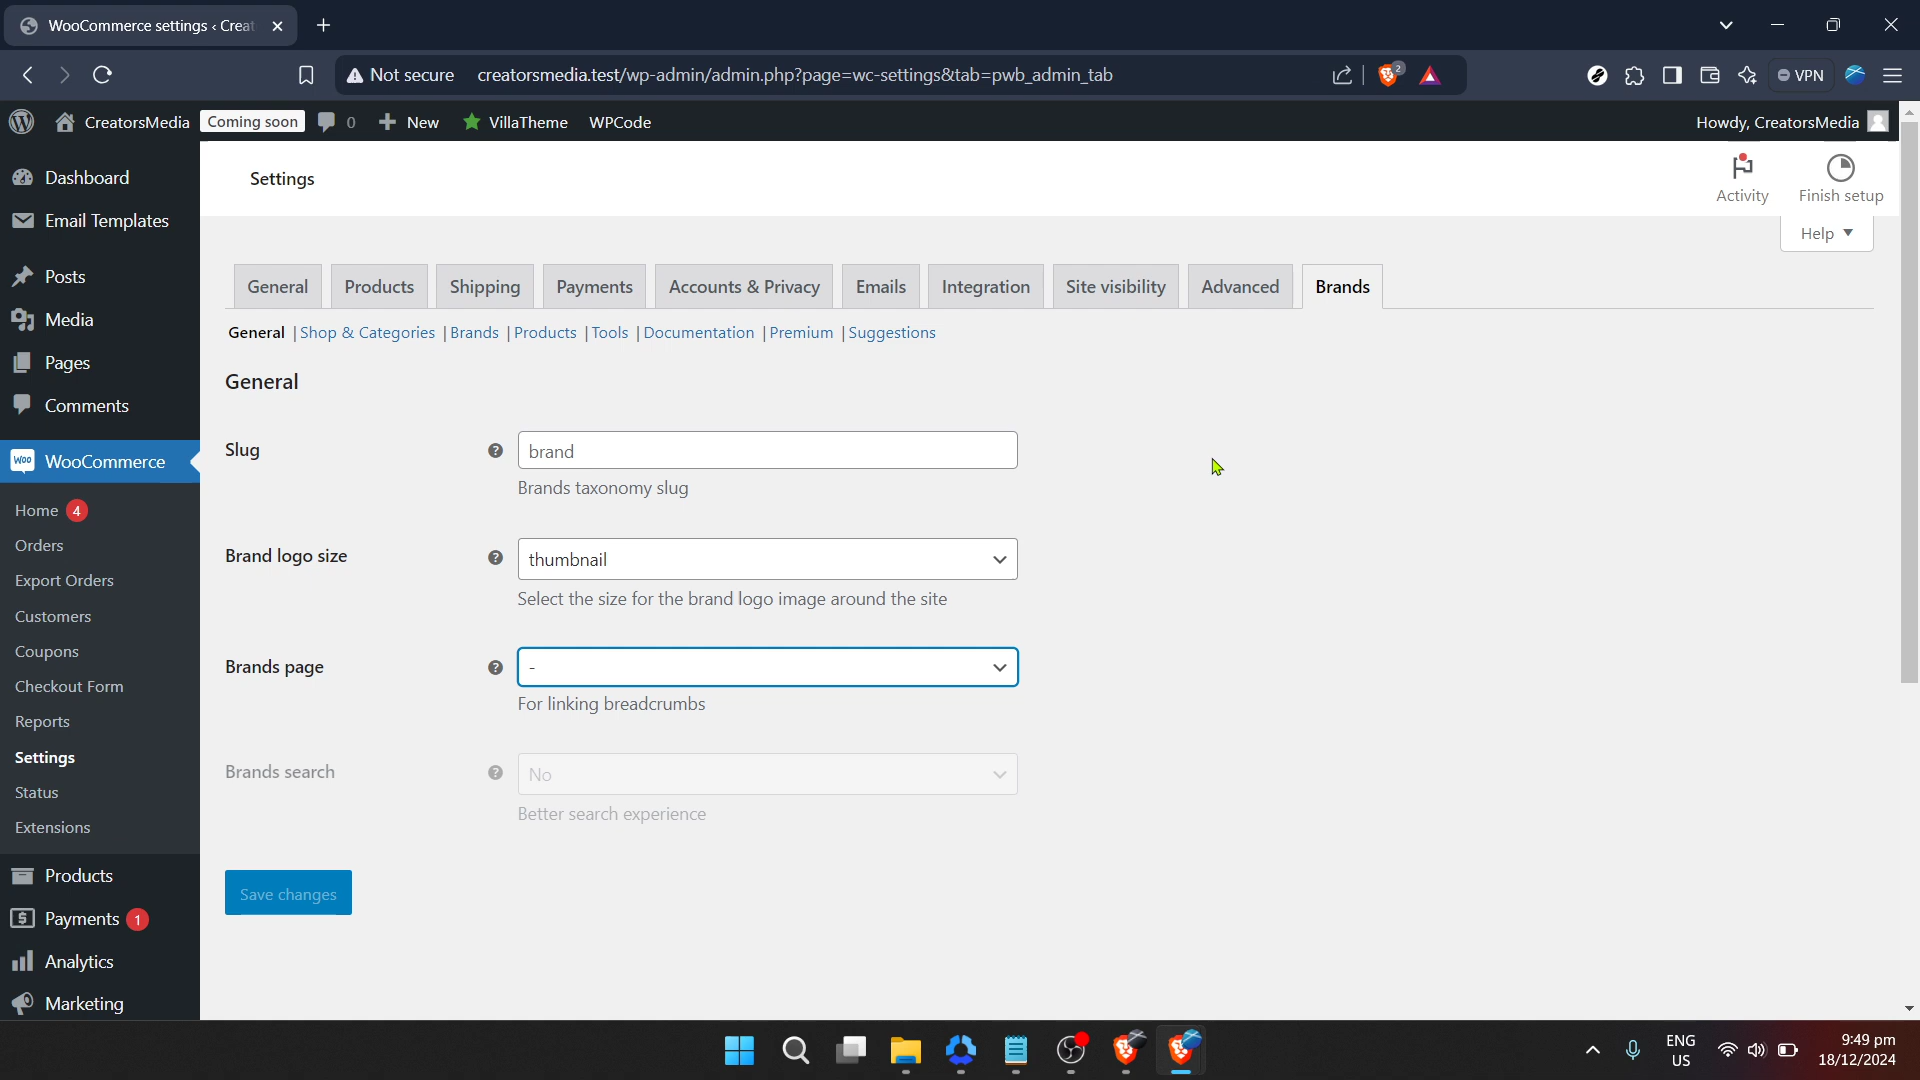 WooCommerce settings ‹ Creat
Not secure creatorsmedia.test/wp-admin/admin.php?page=wc-settings&tab=pwb_admin_tab
2
VPN
CreatorsMedia Coming soon 0 New VillaTheme WPCode Howdy, CreatorsMedia
Dashboard
Email Templates
Posts
Media
Pages
Comments
Woo WooCommerce
Home 4
Orders
Export Orders
Customers
Coupons
Checkout Form
Reports
Settings
Status
Extensions
Products
Payments 1
Analytics
Marketing
Settings
Activity
Finish setup
Help
General Products Shipping Payments Accounts & Privacy Emails Integration Site visibility Advanced Brands
General | Shop & Categories | Brands | Products | Tools | Documentation | Premium | Suggestions
General
Slug ? brand
Brands taxonomy slug
Brand logo size ? thumbnail
Select the size for the brand logo image around the site
Brands page ? -
For linking breadcrumbs
Brands search ? No
Better search experience
Save changes
ENG
US
9:49 pm
18/12/2024